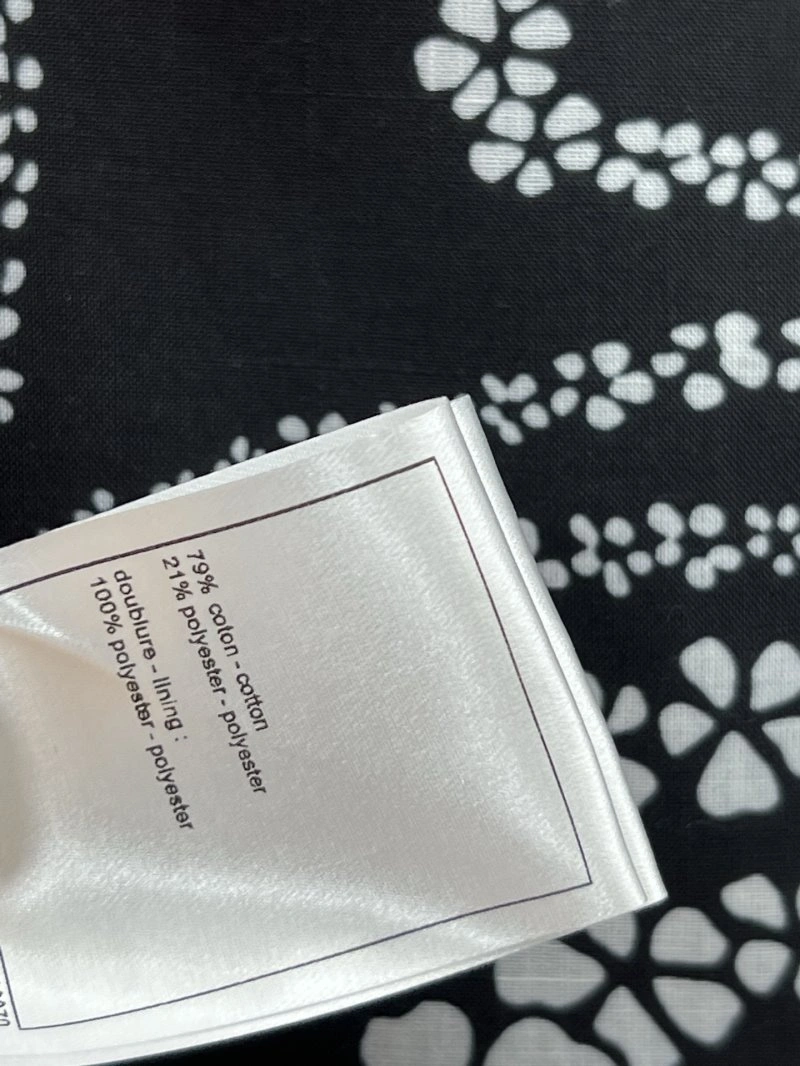 79% coton - cotton
21% polyester - polyester
doublure - lining :
100% polyester - polyester